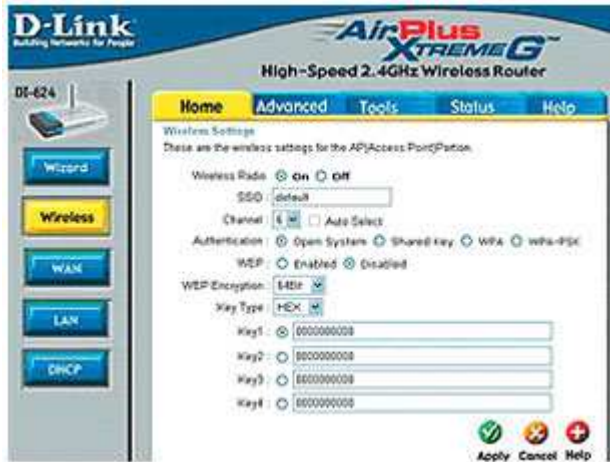 D-Link
Building Networks for People
AirPlus
XTREME G™
High-Speed 2.4GHz Wireless Router
DI-624
Home Advanced Tools Status Help
Wizard
Wireless
WAN
LAN
DHCP
Wireless Settings
These are the wireless settings for the AP(Access Point)Portion.
Wireless Radio : On Off
SSID : default
Channel : 6 Auto Select
Authentication : Open System Shared Key WPA WPA-PSK
WEP : Enabled Disabled
WEP Encryption : 64Bit
Key Type : HEX
Key1 : 0000000000
Key2 : 0000000000
Key3 : 0000000000
Key4 : 0000000000
Apply Cancel Help